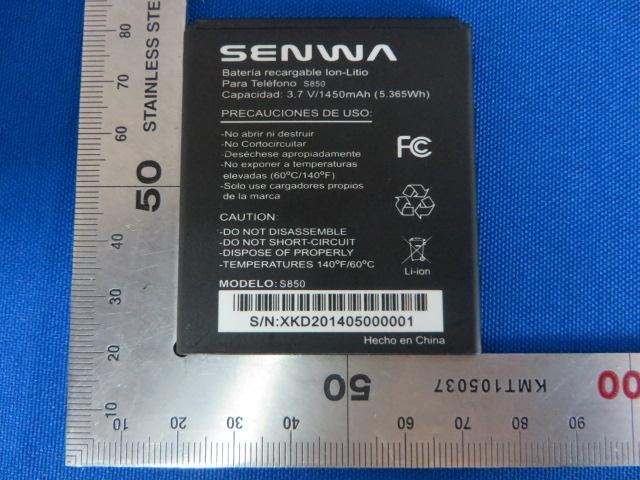 SENWA
Batería recargable Ion-Litio
Para Teléfono S850
Capacidad: 3.7 V/1450mAh (5.365Wh)
PRECAUCIONES DE USO:
-No abrir ni destruir
-No Cortocircuitar
-Deséchese apropiadamente
-No exponer a temperaturas
elevadas (60ºC/140ºF)
-Solo use cargadores propios
de la marca
FC
CAUTION:
-DO NOT DISASSEMBLE
-DO NOT SHORT-CIRCUIT
-DISPOSE OF PROPERLY
-TEMPERATURES 140ºF/60ºC
Li-ion
MODELO: S850
S/N:XKD201405000001
Hecho en China
STAINLESS STE
80
60
50
40
30
20
10
10
20
30
40
50
60
70
80
90
100
KMT105037